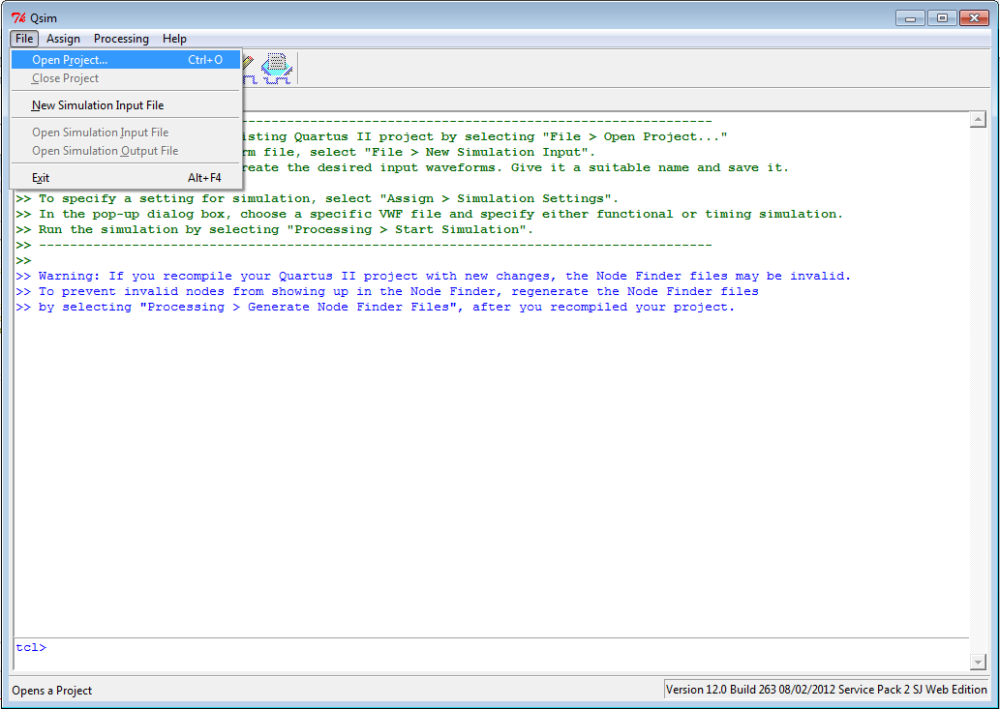 Qsim
File Assign Processing Help
Open Project... Ctrl+O
Close Project
New Simulation Input File
Open Simulation Input File
Open Simulation Output File
Exit Alt+F4
---------------------------------------------------------------
isting Quartus II project by selecting "File > Open Project..."
rm file, select "File > New Simulation Input".
reate the desired input waveforms. Give it a suitable name and save it.
>> To specify a setting for simulation, select "Assign > Simulation Settings".
>> In the pop-up dialog box, choose a specific VWF file and specify either functional or timing simulation.
>> Run the simulation by selecting "Processing > Start Simulation".
>> ---------------------------------------------------------------------------------------
>>
>> Warning: If you recompile your Quartus II project with new changes, the Node Finder files may be invalid.
>> To prevent invalid nodes from showing up in the Node Finder, regenerate the Node Finder files
>> by selecting "Processing > Generate Node Finder Files", after you recompiled your project.
tcl>
Opens a Project
Version 12.0 Build 263 08/02/2012 Service Pack 2 SJ Web Edition